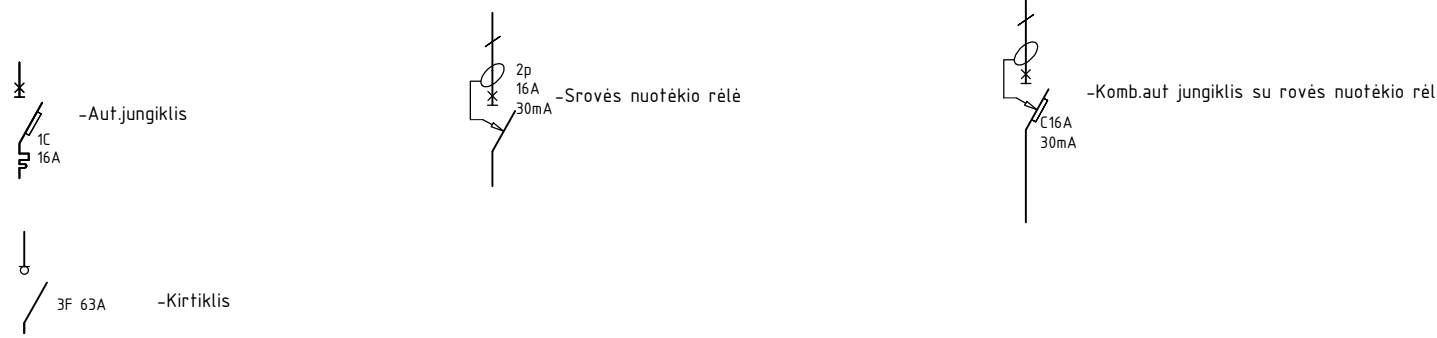 -Aut.jungiklis
1C
16A
2p
16A
30mA
-Srovės nuotėkio rėlė
-Komb.aut jungiklis su rovės nuotėkio rėl
C16A
30mA
3F 63A
-Kirtiklis